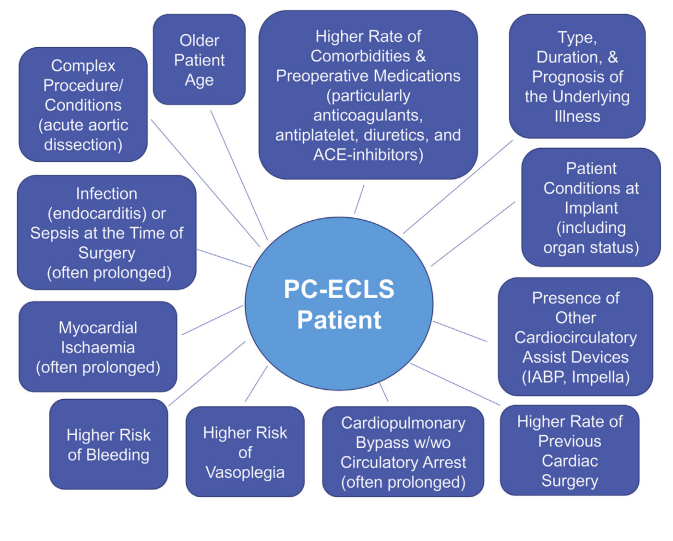 Complex
Procedure/
Conditions
(acute aortic
dissection)
Older
Patient
Age
Higher Rate of
Comorbidities &
Preoperative Medications
(particularly
anticoagulants,
antiplatelet, diuretics, and
ACE-inhibitors)
Type,
Duration, &
Prognosis of
the Underlying
Illness
Patient
Conditions at
Implant
(including
organ status)
Infection
(endocarditis) or
Sepsis at the Time of
Surgery
(often prolonged)
PC-ECLS
Patient
Presence of
Other
Cardiocirculatory
Assist Devices
(IABP, Impella)
Myocardial
Ischaemia
(often prolonged)
Higher Risk
of Bleeding
Higher Risk
of
Vasoplegia
Cardiopulmonary
Bypass w/wo
Circulatory Arrest
(often prolonged)
Higher Rate of
Previous
Cardiac
Surgery